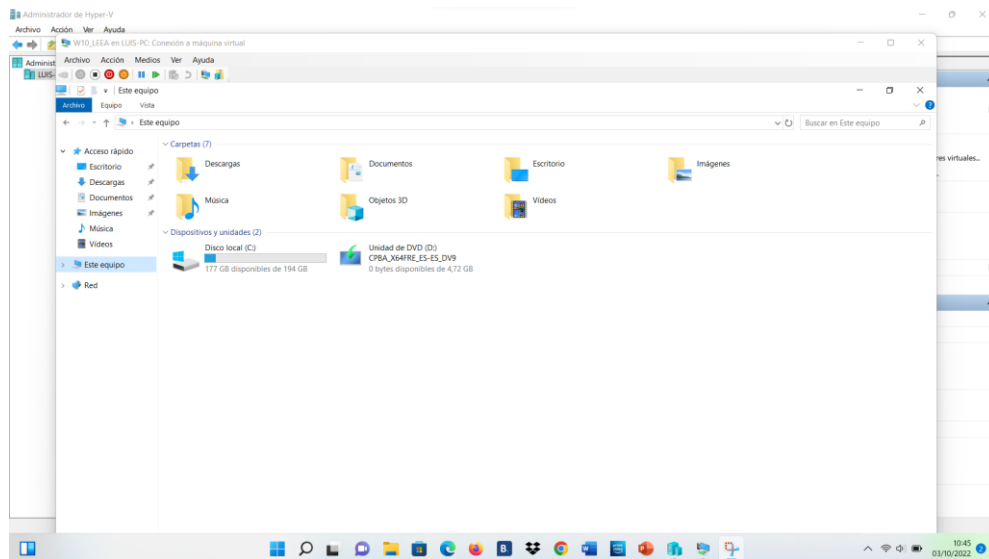 Administrador de Hyper-V
Archivo Acción Ver Ayuda
W10_LEEA en LUIS-PC: Conexión a máquina virtual
Administ
LUIS-
Archivo Acción Medios Ver Ayuda
Este equipo
Archivo Equipo Vista
Este equipo
Buscar en Este equipo
Acceso rápido
Escritorio
Descargas
Documentos
Imágenes
Música
Vídeos
Este equipo
Red
Carpetas (7)
Descargas
Documentos
Escritorio
Imágenes
Música
Objetos 3D
Vídeos
Dispositivos y unidades (2)
Disco local (C:)
177 GB disponibles de 194 GB
Unidad de DVD (D:)
CPBA_X64FRE_ES-ES_DV9
0 bytes disponibles de 4,72 GB
es virtuales...
10:45
03/10/2022
2